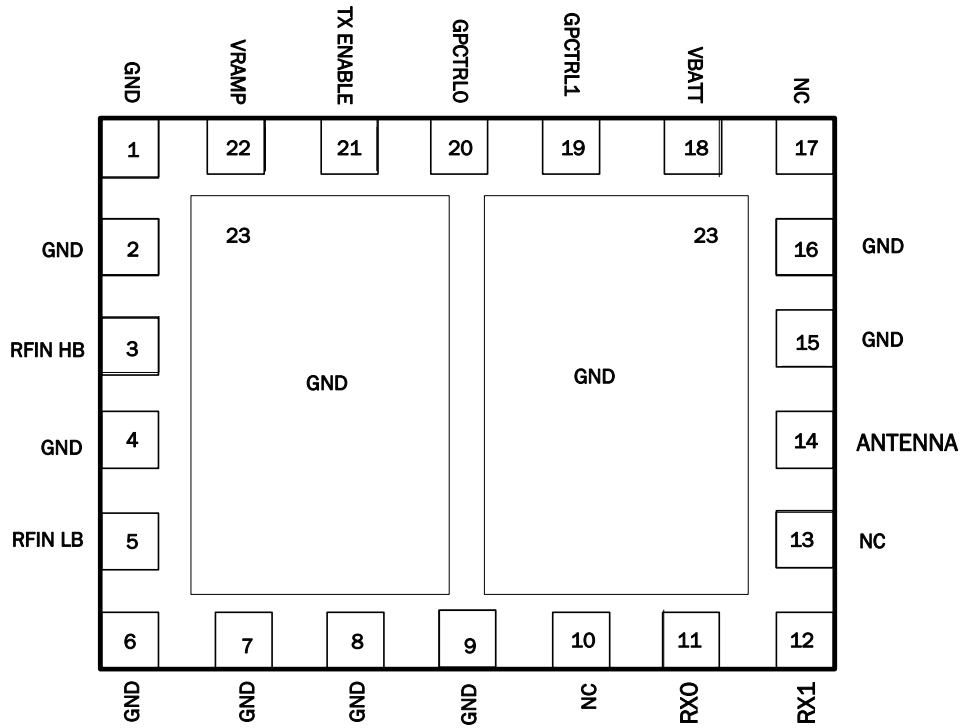 GND
VRAMP
TX ENABLE
GPCTRL0
GPCTRL1
VBATT
NC
1
22
21
20
19
18
17
GND
2
23
23
16
GND
RFIN HB
3
15
GND
GND
GND
GND
4
14
ANTENNA
RFIN LB
5
13
NC
6
7
8
9
10
11
12
GND
GND
GND
GND
NC
RX0
RX1